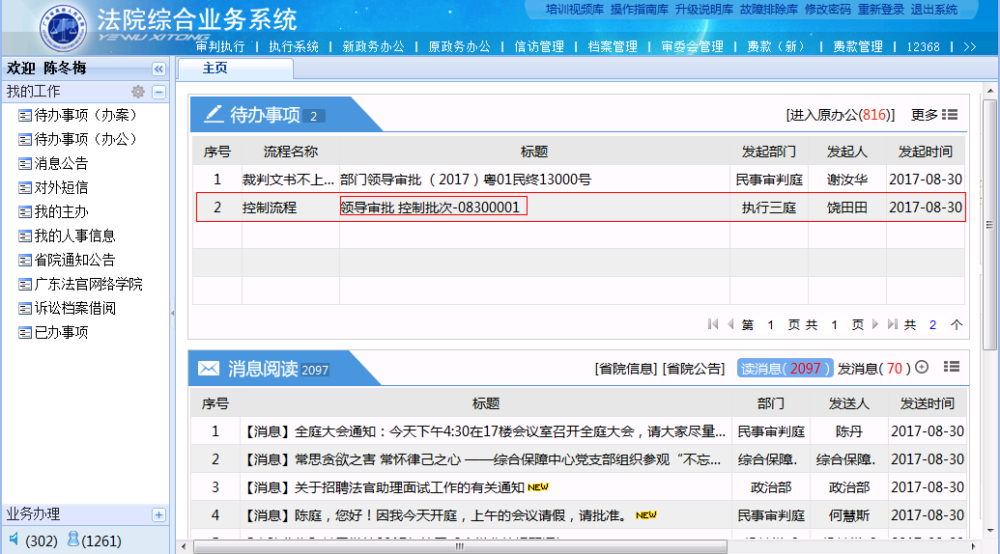 培训视频库 操作指南库 升级说明库 故障排除库 修改密码 重新登录 退出系统
法院综合业务系统
YEWU XITONG
审判执行 | 执行系统 | 新政务办公 | 原政务办公 | 信访管理 | 档案管理 | 审委会管理 | 费款（新） | 费款管理 | 12368 | >>
欢迎 陈冬梅 «
主页
我的工作
待办事项（办案）
待办事项（办公）
消息公告
对外短信
我的主办
我的人事信息
省院通知公告
广东法官网络学院
诉讼档案借阅
已办事项
业务办理
(302) (1261)
待办事项 2 [进入原办公(816)] 更多
序号 流程名称 标题 发起部门 发起人 发起时间
1 裁判文书不上... 部门领导审批 （2017）粤01民终13000号 民事审判庭 谢汝华 2017-08-30
2 控制流程 领导审批 控制批次-08300001 执行三庭 饶田田 2017-08-30
第 1 页 共 1 页 共 2 个
消息阅读 2097 [省院信息] [省院公告] 读消息( 2097 ) 发消息( 70 )
序号 标题 部门 发送人 发送时间
1 【消息】全庭大会通知：今天下午4:30在17楼会议室召开全庭大会，请大家尽量... 民事审判庭 陈丹 2017-08-30
2 【消息】常思贪欲之害 常怀律己之心 ——综合保障中心党支部组织参观“不忘... 综合保障. 综合保障. 2017-08-30
3 【消息】关于招聘法官助理面试工作的有关通知 NEW 政治部 政治部 2017-08-30
4 【消息】陈庭，您好！因我今天开庭，上午的会议请假，请批准。 NEW 民事审判庭 何慧斯 2017-08-30